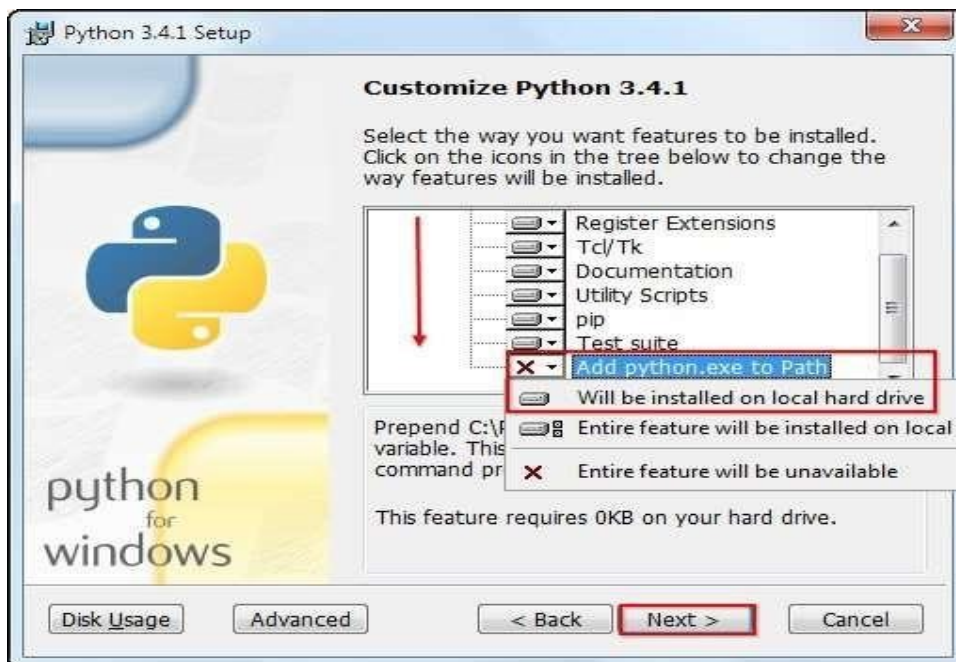 Python 3.4.1 Setup
Customize Python 3.4.1
Select the way you want features to be installed.
Click on the icons in the tree below to change the
way features will be installed.
Register Extensions
Tcl/Tk
Documentation
Utility Scripts
pip
Test suite
Add python.exe to Path
Will be installed on local hard drive
Entire feature will be installed on local
Entire feature will be unavailable
Prepend C:\
variable. This
command
This feature requires 0KB on your hard drive.
python
for
windows
Disk Usage
Advanced
< Back
Next >
Cancel